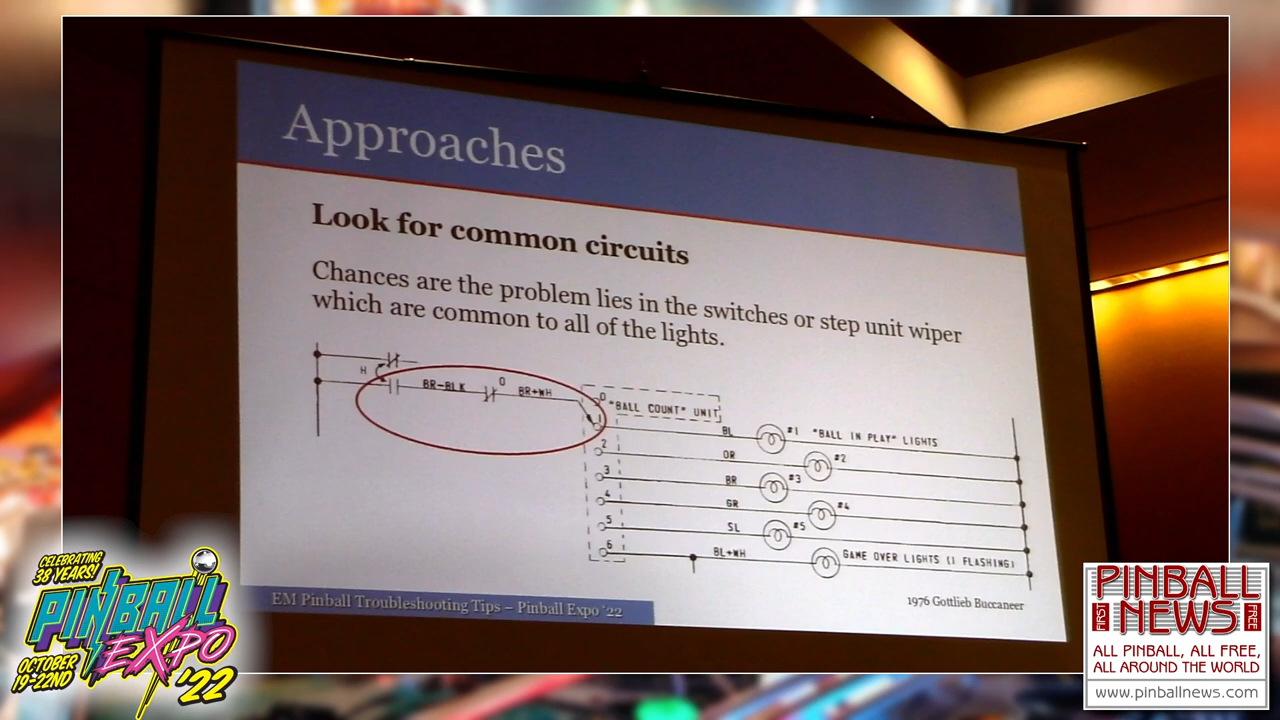 Approaches
Look for common circuits
Chances are the problem lies in the switches or step unit wiper
which are common to all of the lights.
H
BR-BLK
O
BR+WH
0
"BALL COUNT" UNIT
BL
#1 "BALL IN PLAY" LIGHTS
2
OR
#2
3
BR
#3
4
GR
#4
5
SL
#5
6
BL+WH
GAME OVER LIGHTS (1 FLASHING)
EM Pinball Troubleshooting Tips – Pinball Expo '22
1976 Gottlieb Buccaneer
CELEBRATING
38 YEARS!
PINBALL
EXPO
OCTOBER
19-22ND
'22
PINBALL
FIRST
NEWS
FREE
ALL PINBALL, ALL FREE,
ALL AROUND THE WORLD
www.pinballnews.com